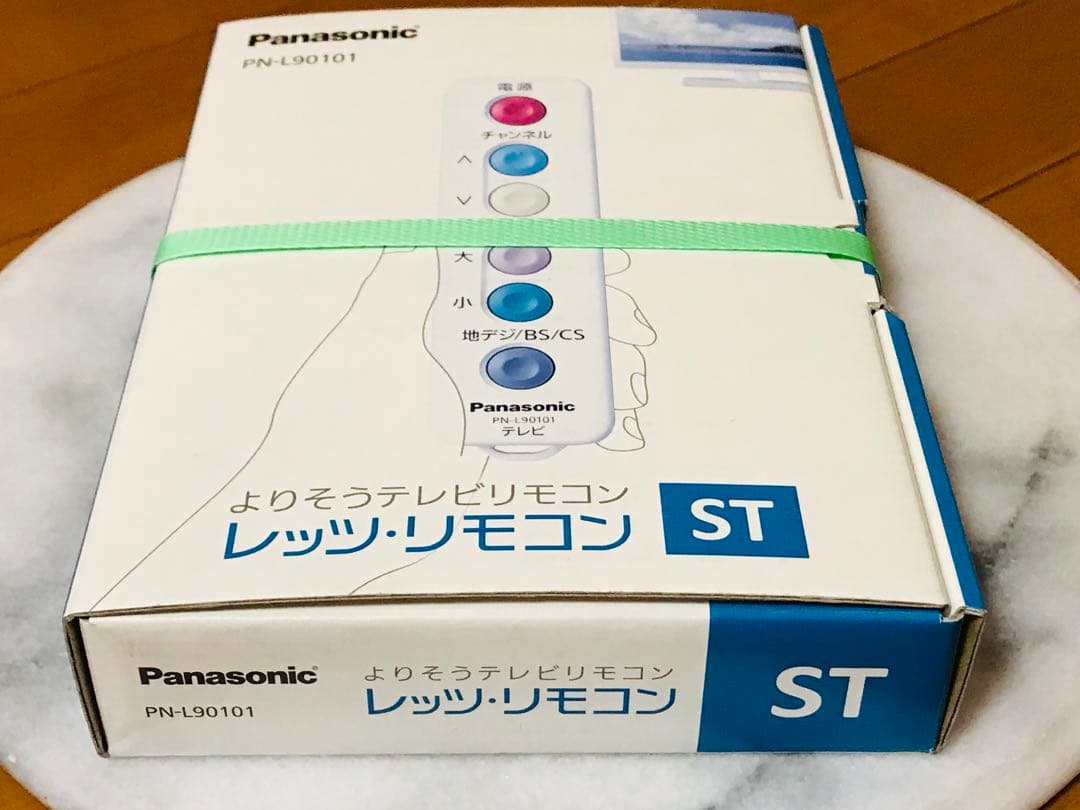 Panasonic
PN-L90101
電源
チャンネル
大
小
地デジ/BS/CS
Panasonic
PN-L90101
テレビ
よりそうテレビリモコン
レッツ・リモコン ST
Panasonic
PN-L90101
よりそうテレビリモコン
レッツ・リモコン
ST